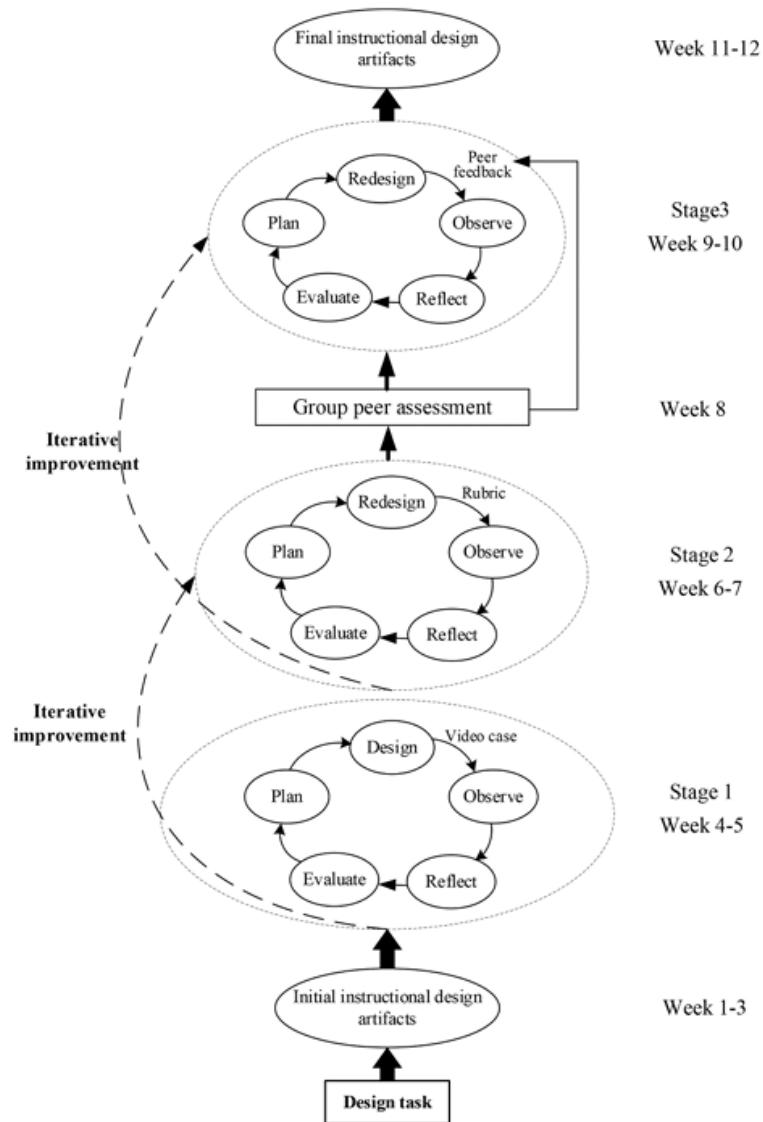 Final instructional design
artifacts
Week 11-12
Redesign
Peer
feedback
Plan
Observe
Evaluate
Reflect
Stage3
Week 9-10
Group peer assessment
Week 8
Iterative
improvement
Redesign
Rubric
Plan
Observe
Evaluate
Reflect
Stage 2
Week 6-7
Iterative
improvement
Design
Video case
Plan
Observe
Evaluate
Reflect
Stage 1
Week 4-5
Initial instructional design
artifacts
Week 1-3
Design task